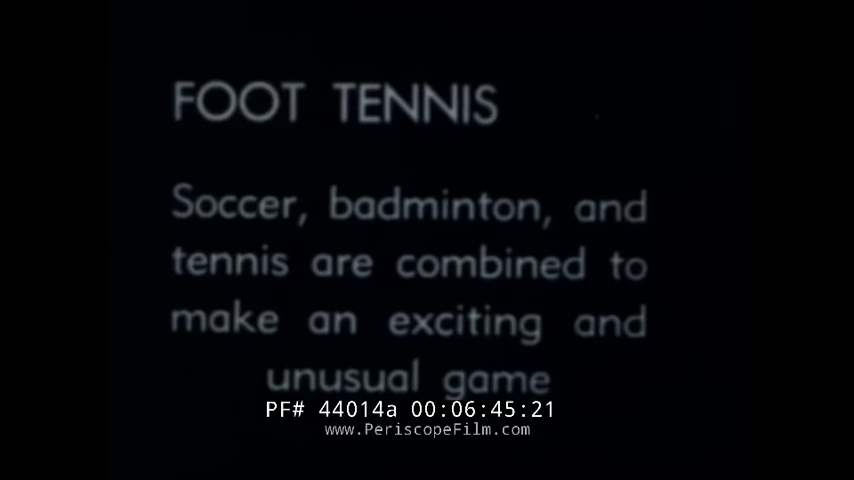 FOOT TENNIS
Soccer, badminton, and
tennis are combined to
make an exciting and
unusual game
PF# 44014a 00:06:45:21
www.PeriscopeFilm.com